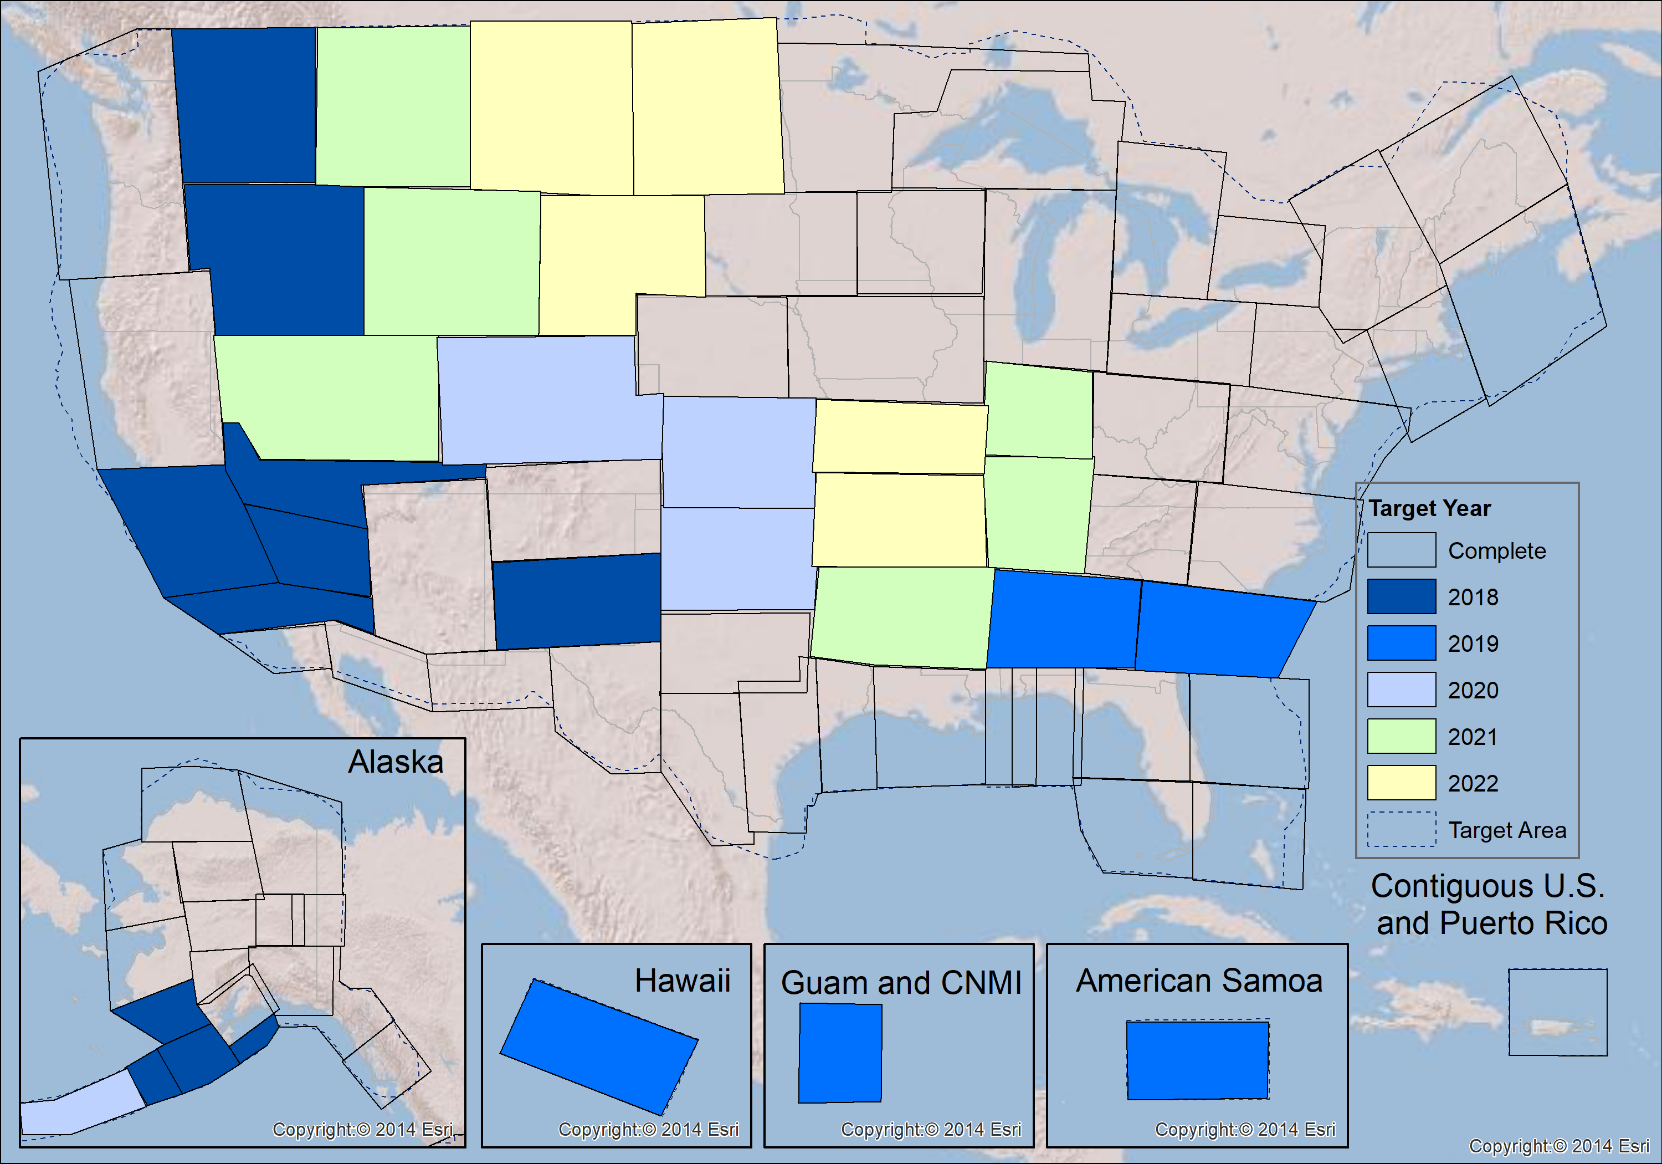 Target Year
Complete
2018
2019
2020
2021
2022
Target Area
Contiguous U.S.
and Puerto Rico
Alaska
Copyright:© 2014 Esri
Hawaii
Copyright:© 2014 Esri
Guam and CNMI
Copyright:© 2014 Esri
American Samoa
Copyright:© 2014 Esri
Copyright:© 2014 Esri